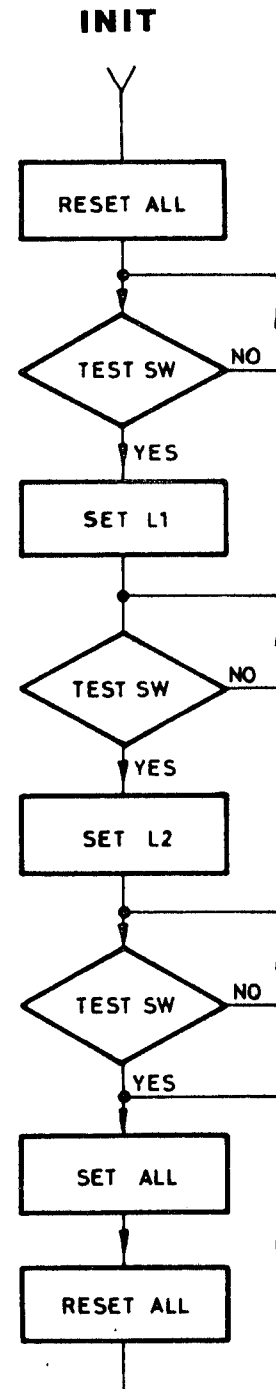 INIT
RESET ALL
TEST SW
NO
YES
SET L1
TEST SW
NO
YES
SET L2
TEST SW
NO
YES
SET ALL
RESET ALL